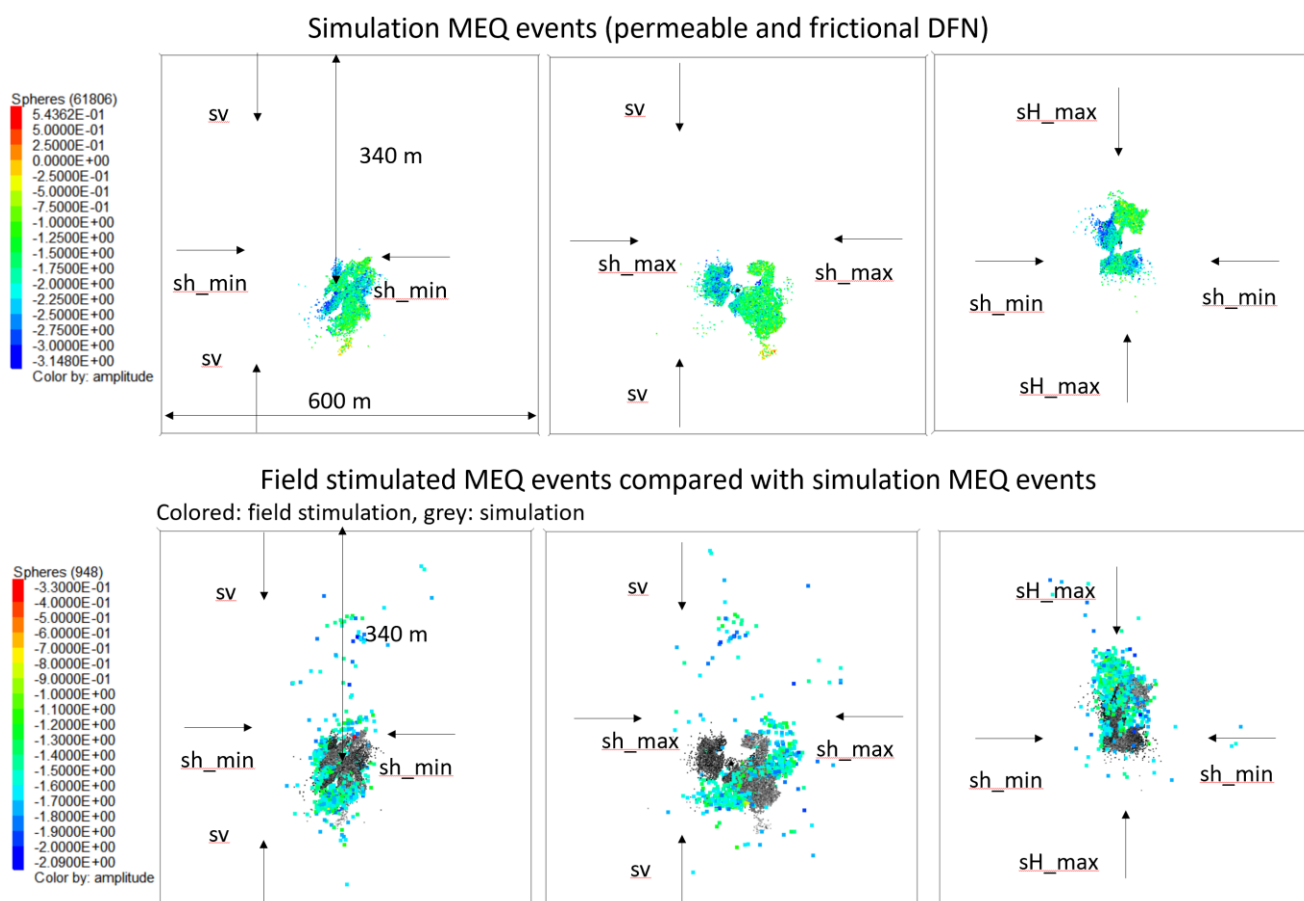 Simulation MEQ events (permeable and frictional DFN)
Spheres (61806)
5.4362E-01
5.0000E-01
2.5000E-01
0.0000E+00
-2.5000E-01
-5.0000E-01
-7.5000E-01
-1.0000E+00
-1.2500E+00
-1.5000E+00
-1.7500E+00
-2.0000E+00
-2.2500E+00
-2.5000E+00
-2.7500E+00
-3.0000E+00
-3.1480E+00
Color by: amplitude
sv
340 m
sh_min
sh_min
sv
600 m
sv
sh_max
sh_max
sv
sH_max
sh_min
sh_min
sH_max
Field stimulated MEQ events compared with simulation MEQ events
Colored: field stimulation, grey: simulation
Spheres (948)
-3.3000E-01
-4.0000E-01
-5.0000E-01
-6.0000E-01
-7.0000E-01
-8.0000E-01
-9.0000E-01
-1.0000E+00
-1.1000E+00
-1.2000E+00
-1.3000E+00
-1.4000E+00
-1.5000E+00
-1.6000E+00
-1.7000E+00
-1.8000E+00
-1.9000E+00
-2.0000E+00
-2.0900E+00
Color by: amplitude
sv
340 m
sh_min
sh_min
sv
sv
sh_max
sh_max
sv
sH_max
sh_min
sh_min
sH_max